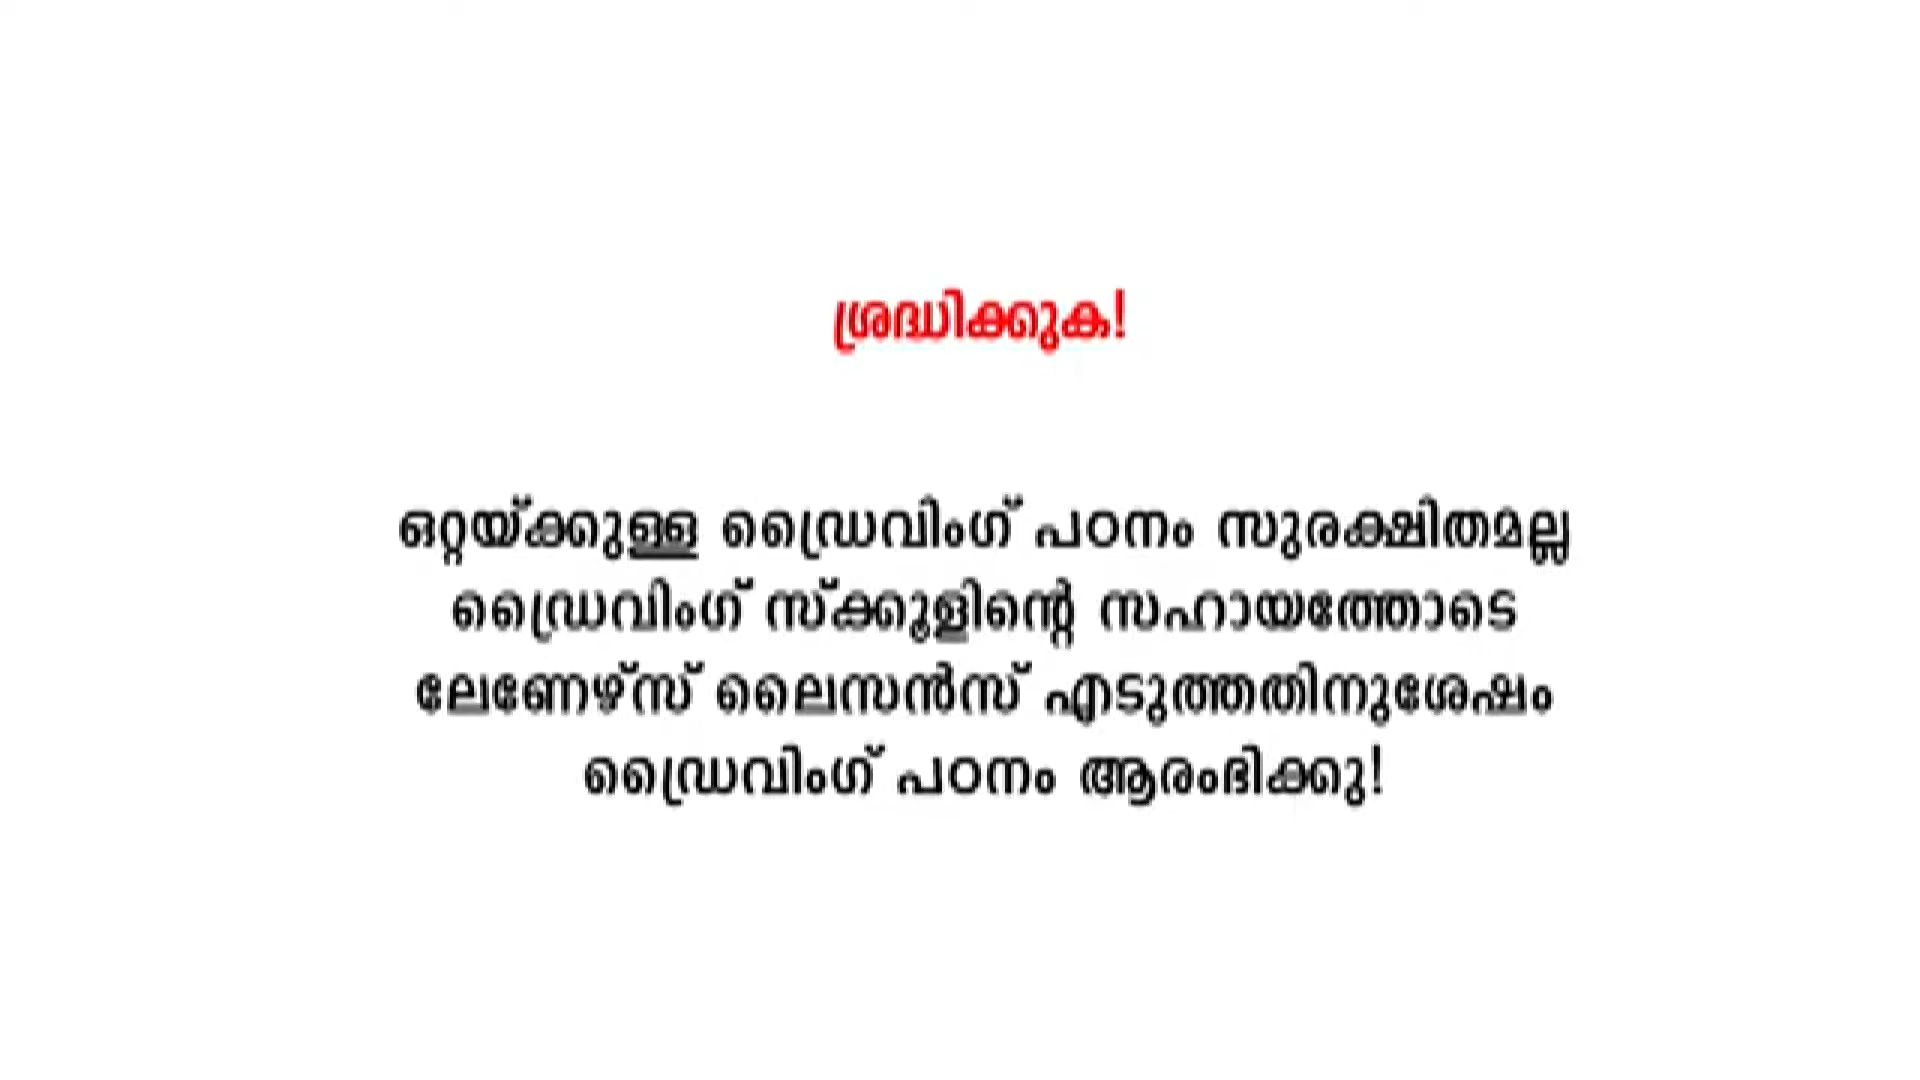 ശ്രദ്ധിക്കുക!
ഒറ്റയ്ക്കുള്ള ഡ്രൈവിംഗ് പഠനം സുരക്ഷിതമല്ല
ഡ്രൈവിംഗ് സ്ക്കൂളിന്റെ സഹായത്തോടെ
ലേണേഴ്സ് ലൈസൻസ് എടുത്തതിനുശേഷം
ഡ്രൈവിംഗ് പഠനം ആരംഭിക്കു!